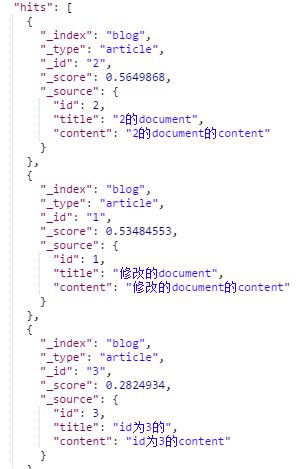 "hits": [
{
"_index": "blog",
"_type": "article",
"_id": "2",
"_score": 0.5649868,
"_source": {
"id": 2,
"title": "2的document",
"content": "2的document的content"
}
},
{
"_index": "blog",
"_type": "article",
"_id": "1",
"_score": 0.53484553,
"_source": {
"id": 1,
"title": "修改的document",
"content": "修改的document的content"
}
},
{
"_index": "blog",
"_type": "article",
"_id": "3",
"_score": 0.2824934,
"_source": {
"id": 3,
"title": "id为3的",
"content": "id为3的content"
}